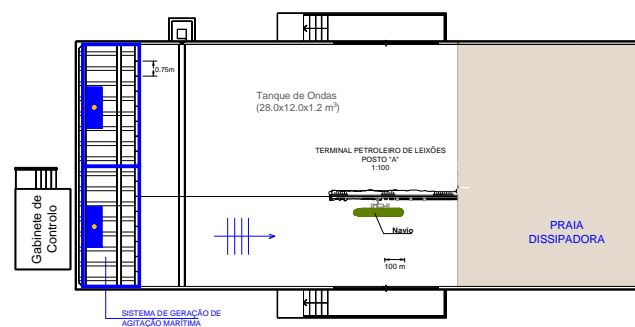 0.75m
Tanque de Ondas
(28.0x12.0x1.2 m³)
TERMINAL PETROLEIRO DE LEIXÕES
POSTO "A"
1:100
Gabinete de
Controlo
Navio
PRAIA
DISSIPADORA
100 m
SISTEMA DE GERAÇÃO DE
AGITAÇÃO MARÍTIMA